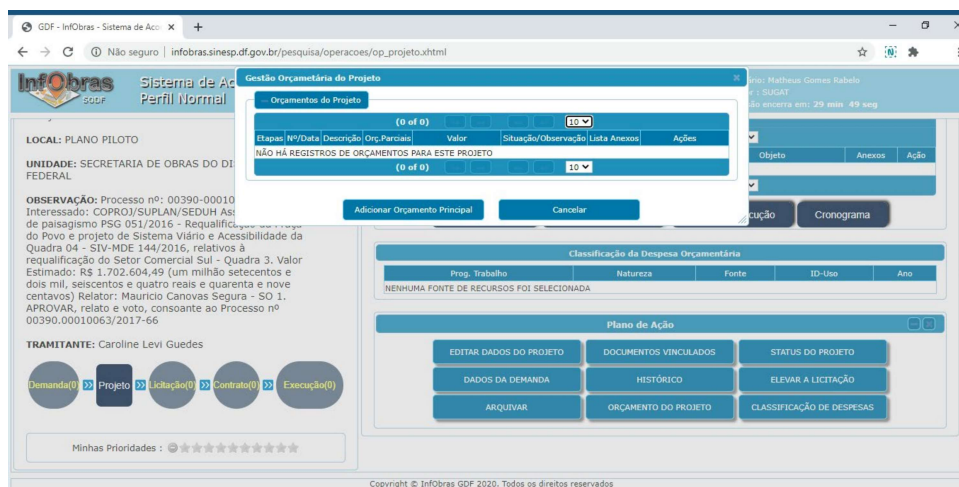 GDF - InfObras - Sistema de Aco
Não seguro | infobras.sinesp.df.gov.br/pesquisa/operacoes/op_projeto.xhtml
InfObras
SODF
Sistema de Ac
Perfil Normal
Matheus Gomes Rabelo
: SUGAT
encerra em: 29 min 49 seg
Gestão Orçametária do Projeto
Orçamentos do Projeto
(0 of 0) 10
Etapas Nº/Data Descrição Orç.Parciais Valor Situação/Observação Lista Anexos Ações
NÃO HÁ REGISTROS DE ORÇAMENTOS PARA ESTE PROJETO
(0 of 0) 10
Adicionar Orçamento Principal Cancelar
LOCAL: PLANO PILOTO
UNIDADE: SECRETARIA DE OBRAS DO DI
FEDERAL
OBSERVAÇÃO: Processo nº: 00390-00010
Interessado: COPROJ/SUPLAN/SEDUH Ass
de paisagismo PSG 051/2016 - Requalific
do Povo e projeto de Sistema Viário e Acessibilidade da
Quadra 04 - SIV-MDE 144/2016, relativos à
requalificação do Setor Comercial Sul - Quadra 3. Valor
Estimado: R$ 1.702.604,49 (um milhão setecentos e
dois mil, seiscentos e quatro reais e quarenta e nove
centavos) Relator: Mauricio Canovas Segura - SO 1.
APROVAR, relato e voto, consoante ao Processo nº
00390.00010063/2017-66
TRAMITANTE: Caroline Levi Guedes
Demanda(0) Projeto Licitação(0) Contrato(0) Execução(0)
Minhas Prioridades :
Objeto Anexos Ação
cução Cronograma
Classificação da Despesa Orçamentária
Prog. Trabalho Natureza Fonte ID-Uso Ano
NENHUMA FONTE DE RECURSOS FOI SELECIONADA
Plano de Ação
EDITAR DADOS DO PROJETO DOCUMENTOS VINCULADOS STATUS DO PROJETO
DADOS DA DEMANDA HISTÓRICO ELEVAR A LICITAÇÃO
ARQUIVAR ORÇAMENTO DO PROJETO CLASSIFICAÇÃO DE DESPESAS
Copyright © InfObras GDF 2020. Todos os direitos reservados